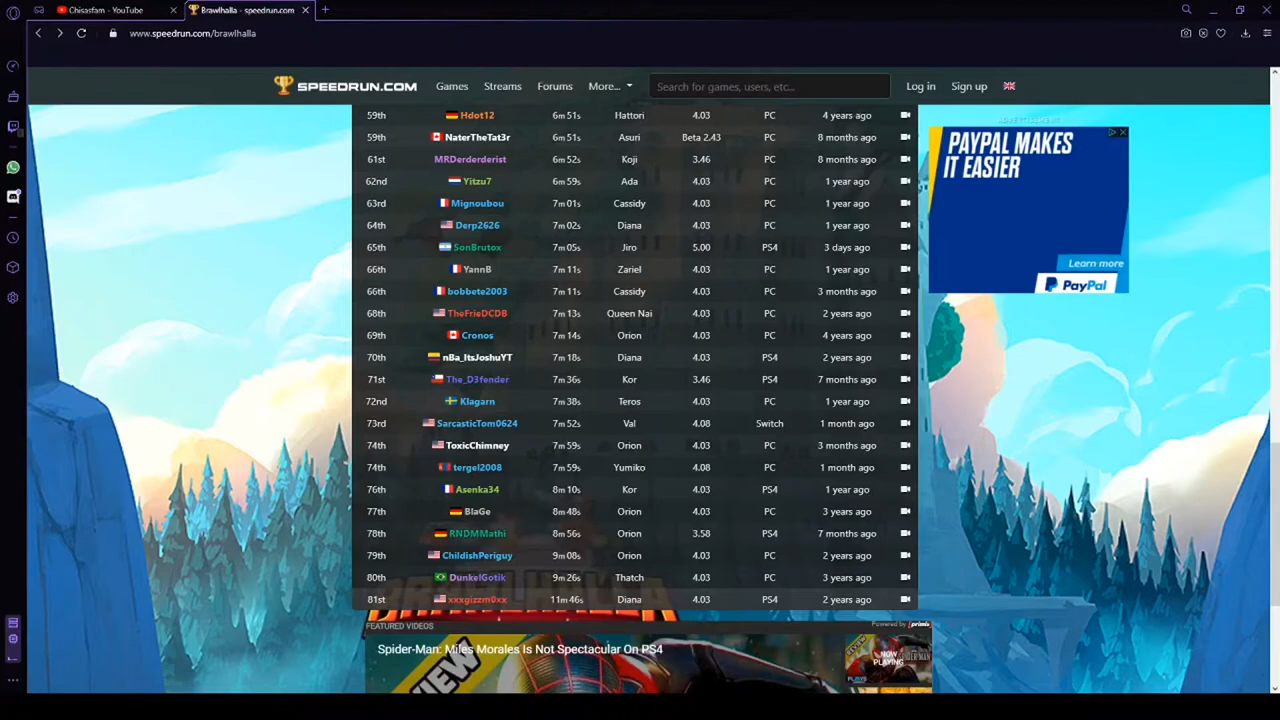 Chisasfam - YouTube
Brawlhalla - speedrun.com
www.speedrun.com/brawlhalla
SPEEDRUN.COM Games Streams Forums More... Search for games, users, etc... Log in Sign up
59th Hdot12 6m 51s Hattori 4.03 PC 4 years ago
59th NaterTheTat3r 6m 51s Asuri Beta 2.43 PC 8 months ago
61st MRDerderderist 6m 52s Koji 3.46 PC 8 months ago
62nd Yitzu7 6m 59s Ada 4.03 PC 1 year ago
63rd Mignoubou 7m 01s Cassidy 4.03 PC 1 year ago
64th Derp2626 7m 02s Diana 4.03 PC 1 year ago
65th SonBrutox 7m 05s Jiro 5.00 PS4 3 days ago
66th YannB 7m 11s Zariel 4.03 PC 1 year ago
66th bobbete2003 7m 11s Cassidy 4.03 PC 3 months ago
68th TheFrieDCDB 7m 13s Queen Nai 4.03 PC 2 years ago
69th Cronos 7m 14s Orion 4.03 PC 4 years ago
70th nBa_ItsJoshuYT 7m 18s Diana 4.03 PS4 2 years ago
71st The_D3fender 7m 36s Kor 3.46 PS4 7 months ago
72nd Klagarn 7m 38s Teros 4.03 PC 1 year ago
73rd SarcasticTom0624 7m 52s Val 4.08 Switch 1 month ago
74th ToxicChimney 7m 59s Orion 4.03 PC 3 months ago
74th tergel2008 7m 59s Yumiko 4.08 PC 1 month ago
76th Asenka34 8m 10s Kor 4.03 PS4 1 year ago
77th BlaGe 8m 48s Orion 4.03 PC 3 years ago
78th RNDMMathi 8m 56s Orion 3.58 PS4 7 months ago
79th ChildishPeriguy 9m 08s Orion 4.03 PC 2 years ago
80th DunkelGotik 9m 26s Thatch 4.03 PC 3 years ago
81st xxxgizzm0xx 11m 46s Diana 4.03 PS4 2 years ago
ADVERTISEMENT
PAYPAL MAKES
IT EASIER
Learn more
PayPal
BRAWLHALLA
FEATURED VIDEOS
Powered by primis
Spider-Man: Miles Morales Is Not Spectacular On PS4
REVIEW
NOW
PLAYING